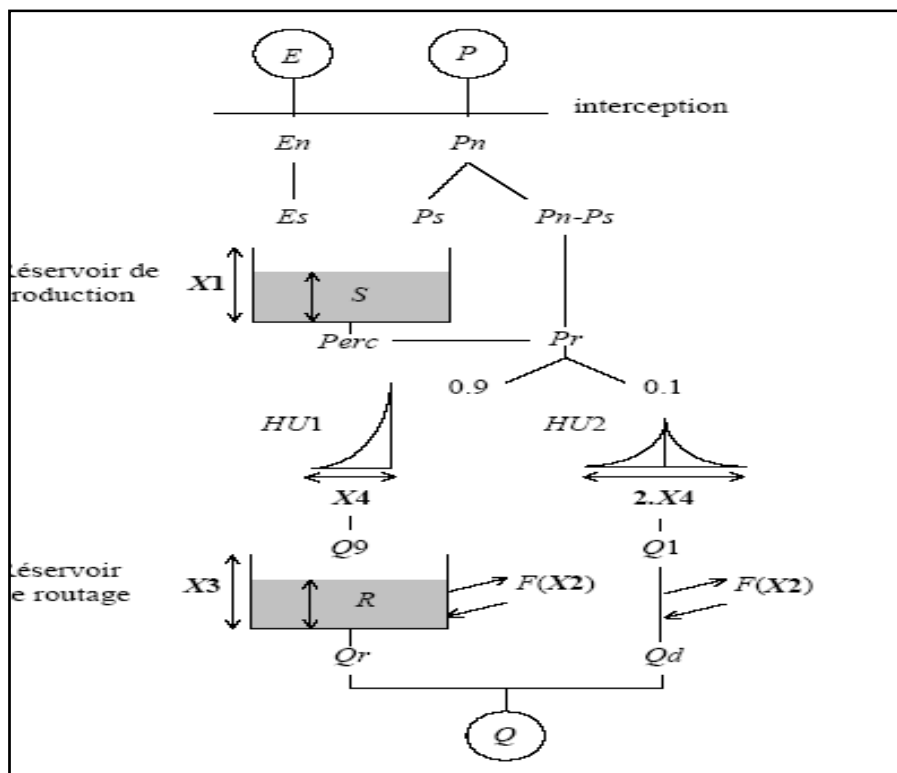 E P
interception
En Pn
Es Ps Pn-Ps
éservoir de
roduction
X1 S
Perc Pr
0.9 0.1
HU1 HU2
X4 2.X4
Q9 Q1
éservoir
e routage
X3 R F(X2) F(X2)
Qr Qd
Q